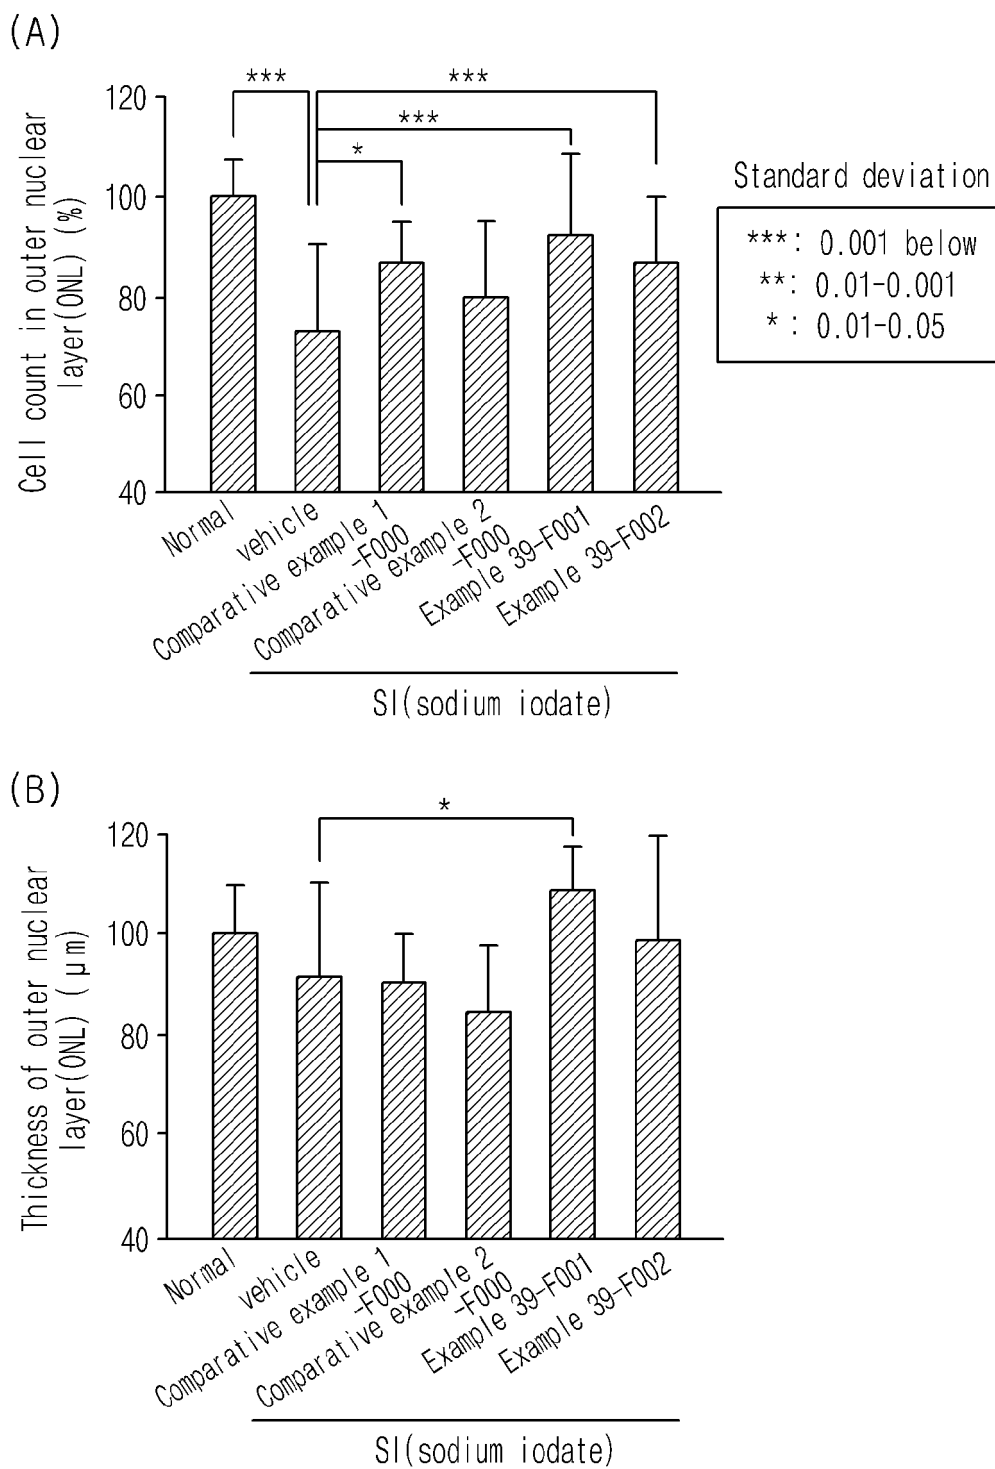 (A)
Cell count in outer nuclear
layer(ONL) (%)
120
100
80
60
40
***
***
***
*
Normal
vehicle
Comparative example 1
-F000
Comparative example 2
-F000
Example 39-F001
Example 39-F002
SI(sodium iodate)
Standard deviation
***: 0.001 below
**: 0.01-0.001
*: 0.01-0.05
(B)
Thickness of outer nuclear
layer(ONL) (μm)
120
100
80
60
40
*
Normal
vehicle
Comparative example 1
-F000
Comparative example 2
-F000
Example 39-F001
Example 39-F002
SI(sodium iodate)